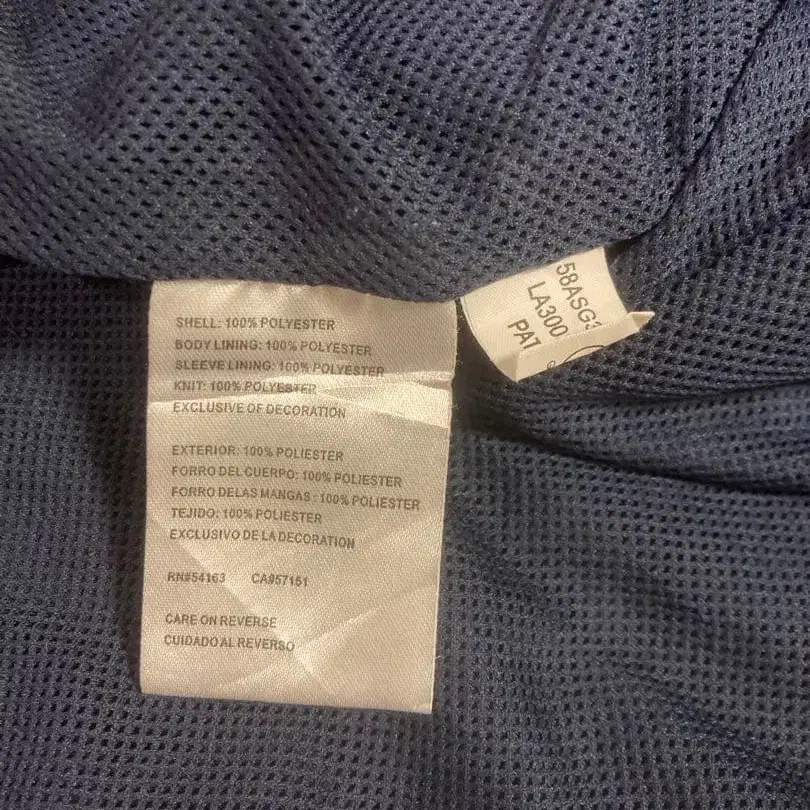 SHELL: 100% POLYESTER
BODY LINING: 100% POLYESTER
SLEEVE LINING: 100% POLYESTER
KNIT: 100% POLYESTER
EXCLUSIVE OF DECORATION
EXTERIOR: 100% POLIESTER
FORRO DEL CUERPO: 100% POLIESTER
FORRO DELAS MANGAS : 100% POLIESTER
TEJIDO: 100% POLIESTER
EXCLUSIVO DE LA DECORATION
RN#54163 CA#57151
CARE ON REVERSE
CUIDADO AL REVERSO
58ASG
LA300
PAT